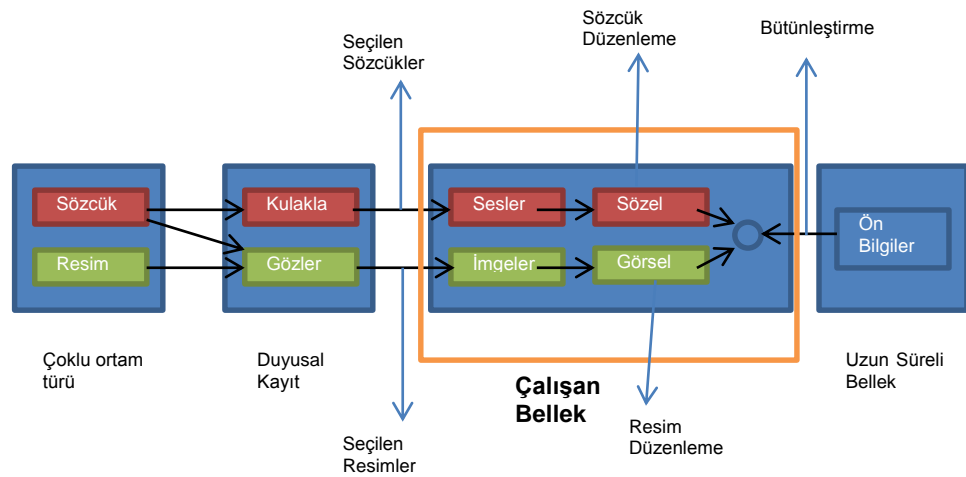 Seçilen
Sözcükler
Sözcük
Düzenleme
Bütünleştirme
Sözcük
Kulakla
Sesler
Sözel
Ön
Bilgiler
Resim
Gözler
İmgeler
Görsel
Çoklu ortam
türü
Duyusal
Kayıt
Çalışan
Bellek
Uzun Süreli
Bellek
Seçilen
Resimler
Resim
Düzenleme